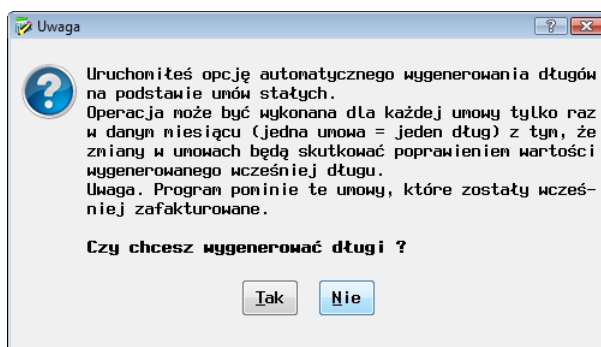 Uwaga
Uruchomiłeś opcję automatycznego wygenerowania długów
na podstawie umów stałych.
Operacja może być wykonana dla każdej umowy tylko raz
w danym miesiącu (jedna umowa = jeden dług) z tym, że
zmiany w umowach będą skutkować poprawieniem wartości
wygenerowanego wcześniej długu.
Uwaga. Program pominie te umowy, które zostały wcześ-
niej zafakturowane.
Czy chcesz wygenerować długi ?
Tak Nie